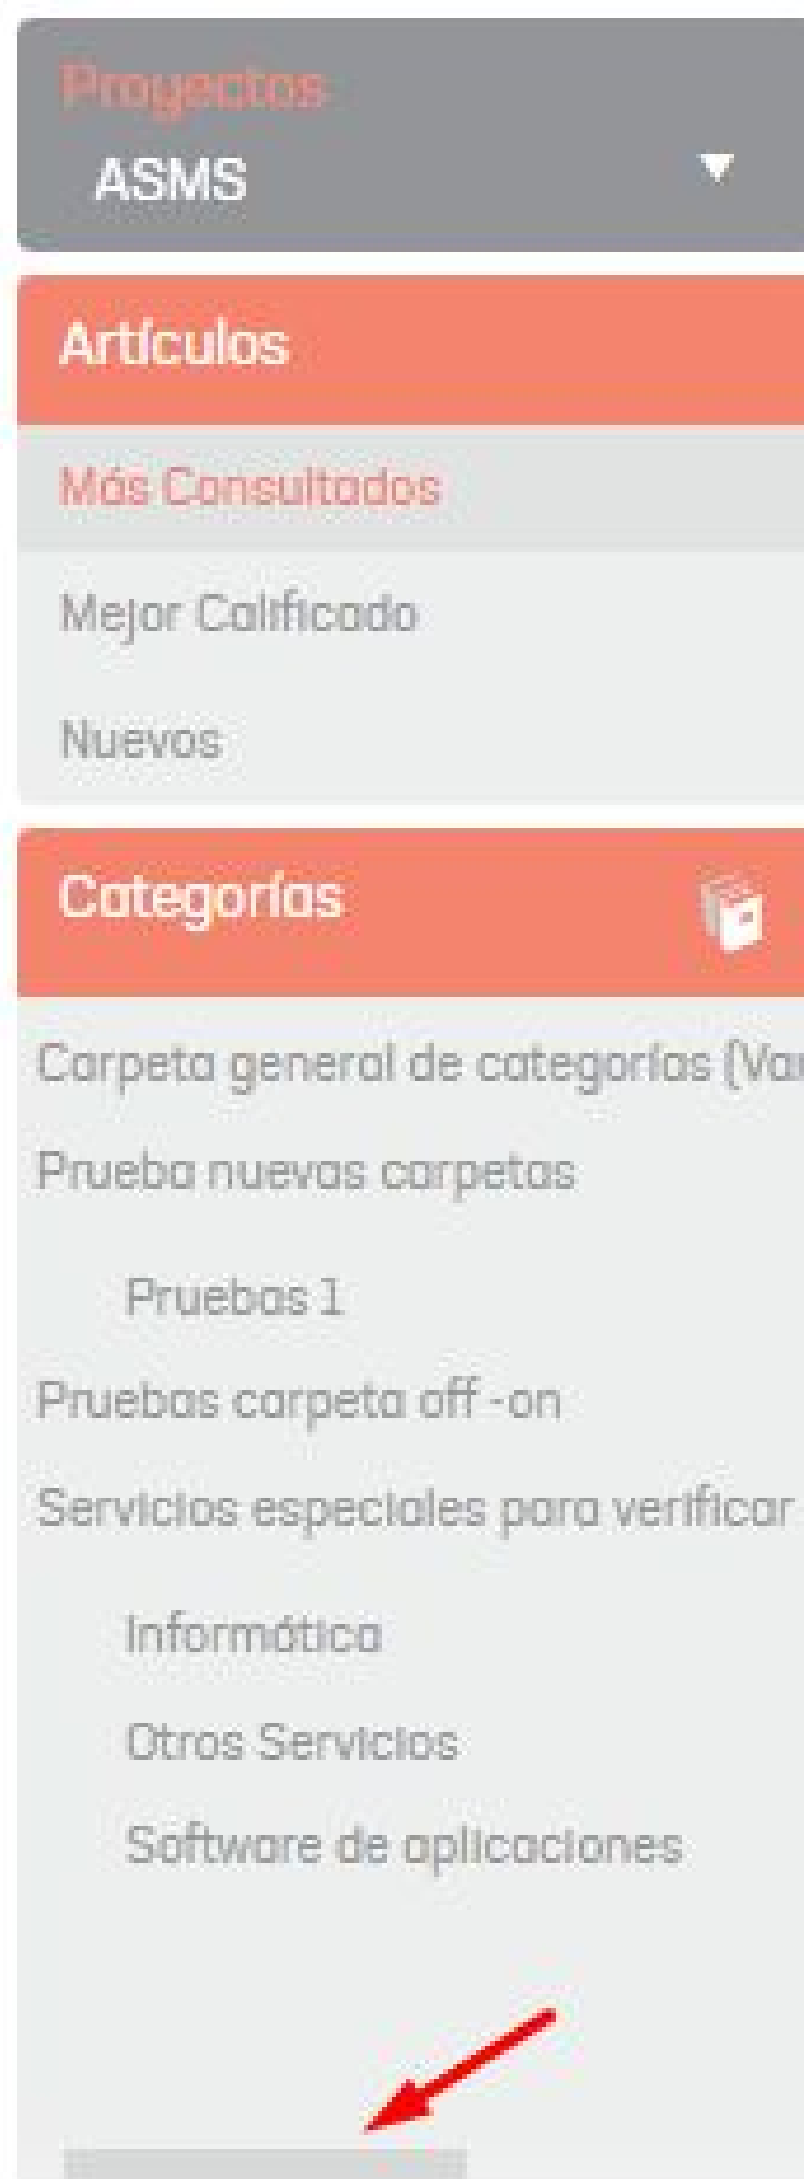 Proyectos
ASMS
Artículos
Más Consultados
Mejor Calificado
Nuevos
Categorías
Carpeta general de categorías (Var
Prueba nuevas carpetas
Pruebas 1
Pruebas carpeta off -on
Servicios especiales para verificar
Informática
Otros Servicios
Software de aplicaciones